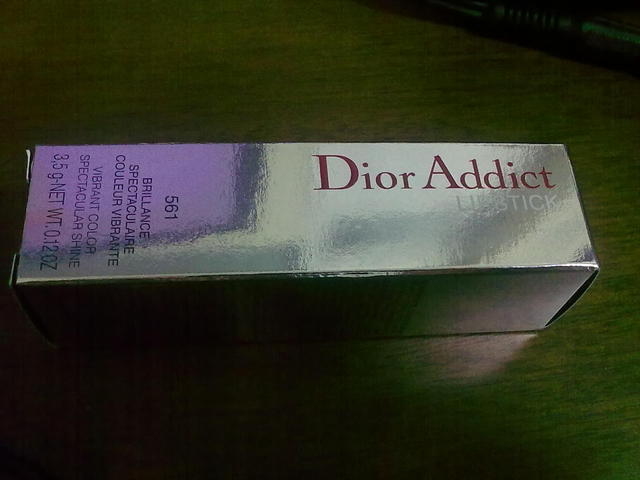 Dior Addict
LIPSTICK
561
BRILLANCE
SPECTACULAIRE
COULEUR VIBRANTE
VIBRANT COLOR
SPECTACULAR SHINE
3.5 g-NET WT. 0.12 OZ